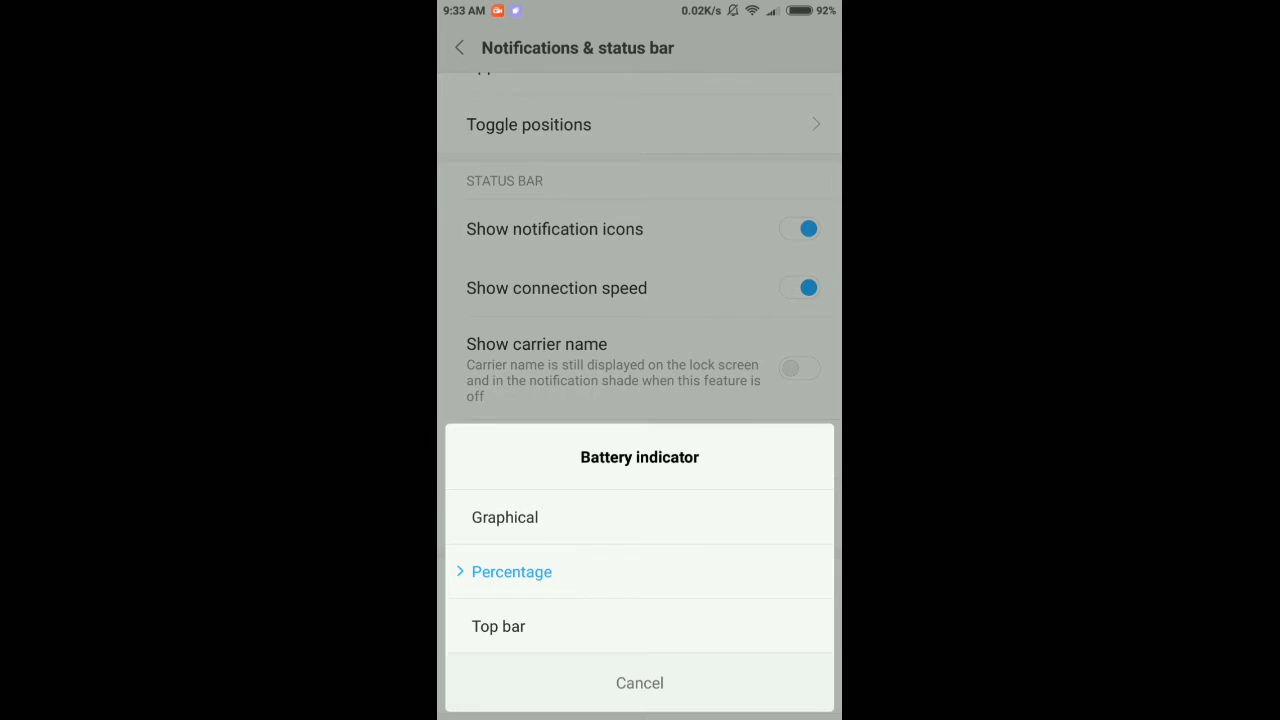 9:33 AM 0.02K/s 92%
Notifications & status bar
Toggle positions
STATUS BAR
Show notification icons
Show connection speed
Show carrier name
Carrier name is still displayed on the lock screen
and in the notification shade when this feature is
off
Battery indicator
Graphical
Percentage
Top bar
Cancel